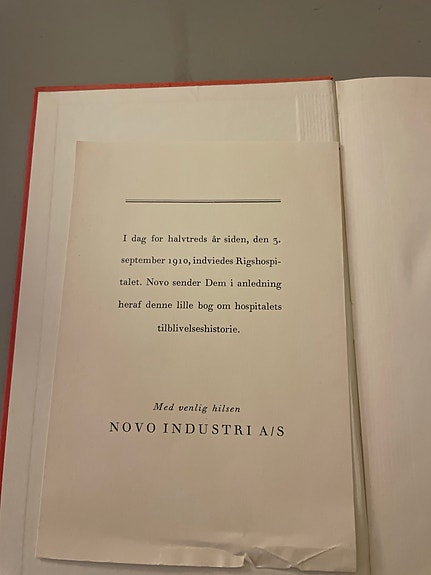 I dag for halvtreds år siden, den 3.
september 1910, indviedes Rigshospi-
talet. Novo sender Dem i anledning
heraf denne lille bog om hospitalets
tilblivelseshistorie.
Med venlig hilsen
NOVO INDUSTRI A/S